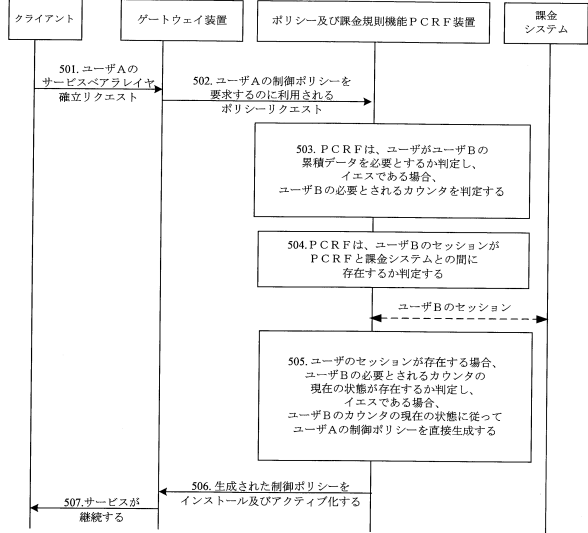 クライアント
ゲートウェイ装置
ポリシー及び課金規則機能ＰＣＲＦ装置
課金
システム
501. ユーザＡの
サービスベアラレイヤ
確立リクエスト
502. ユーザＡの制御ポリシーを
要求するのに利用される
ポリシーリクエスト
503. ＰＣＲＦは、ユーザがユーザＢの
累積データを必要とするか判定し、
イエスである場合、
ユーザＢの必要とされるカウンタを判定する
504.ＰＣＲＦは、ユーザＢのセッションが
ＰＣＲＦと課金システムとの間に
存在するか判定する
ユーザＢのセッション
505. ユーザのセッションが存在する場合、
ユーザＢの必要とされるカウンタの
現在の状態が存在するか判定し、
イエスである場合、
ユーザＢのカウンタの現在の状態に従って
ユーザＡの制御ポリシーを直接生成する
506. 生成された制御ポリシーを
インストール及びアクティブ化する
507.サービスが
継続する